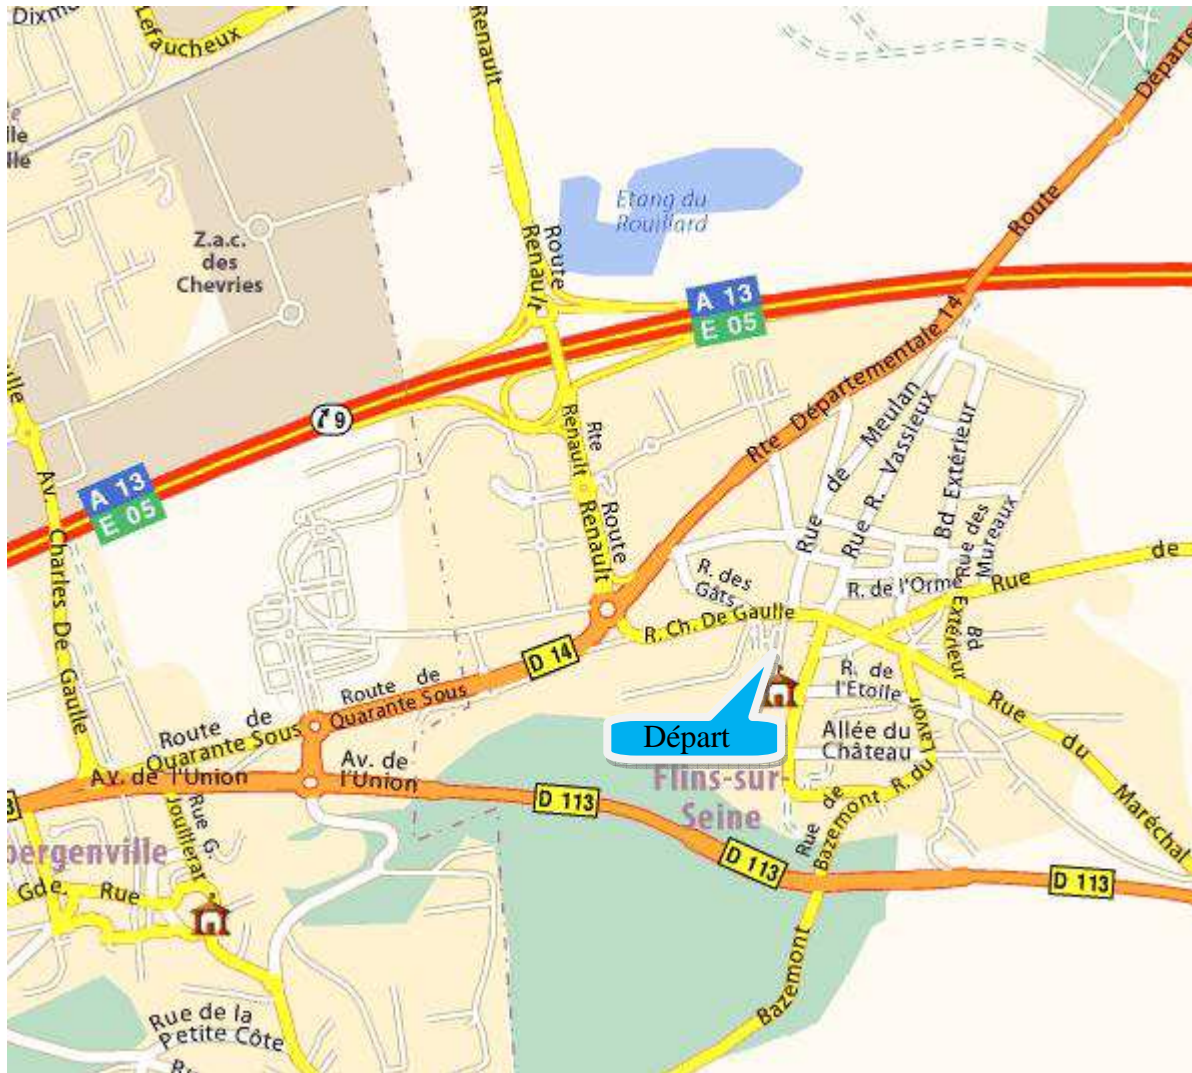 Lefaucheux
Renault
Départe
lle
lle
Etang du
Rouillard
Route
Z.a.c.
des
Chevries
Route
Renault
A 13
E 05
Rte Départementale 14
9
Rte
Renault
Rue de Meulan
Rue R. Vassieux
Bd Extérieur
A 13
E 05
Av. Charles De Gaulle
Route
Renault
Rue des
Mureaux
Rue de
R. des
Gâts
R. de l'Orme
R. Ch. De Gaulle
Bd
Extérieur
D 14
Route de
Quarante Sous
R. de
l'Etoile
Rue du Maréchal
Route de
Quarante Sous
Départ
Allée du
Château
R. du Lavoir
Av. de l'Union
Av. de
l'Union
Flins-sur-
Seine
D 113
Rue de
Bazemont
Rue G.
Jouillerat
bergenville
D 113
D 113
Gde. Rue
Bazemont
Rue de la
Petite Côte